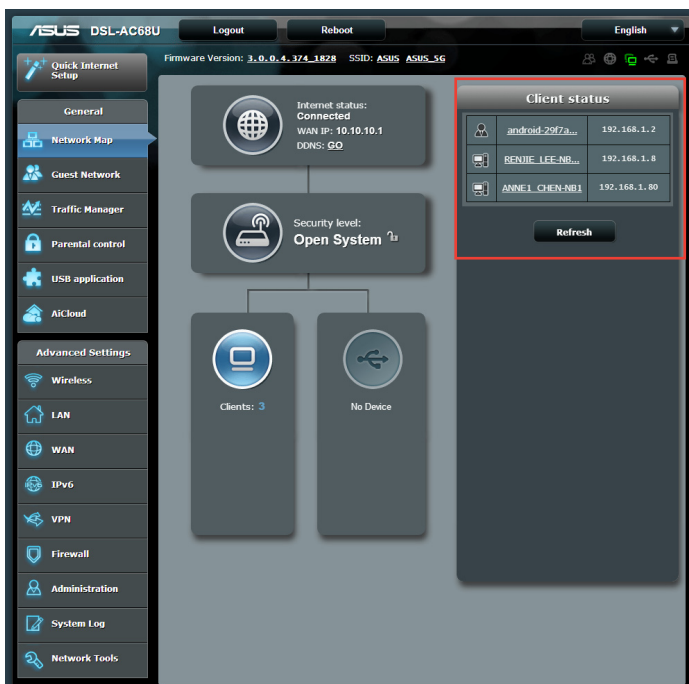 ASUS DSL-AC68U
Logout
Reboot
English
Quick Internet
Setup
Firmware Version: 3.0.0.4.374_1828 SSID: ASUS ASUS_5G
General
Network Map
Guest Network
Traffic Manager
Parental control
USB application
AiCloud
Advanced Settings
Wireless
LAN
WAN
IPv6
VPN
Firewall
Administration
System Log
Network Tools
Internet status:
Connected
WAN IP: 10.10.10.1
DDNS: GO
Security level:
Open System
Clients: 3
No Device
Client status
android-29f7a... 192.168.1.2
RENJIE_LEE-NB... 192.168.1.8
ANNE1_CHEN-NB1 192.168.1.80
Refresh